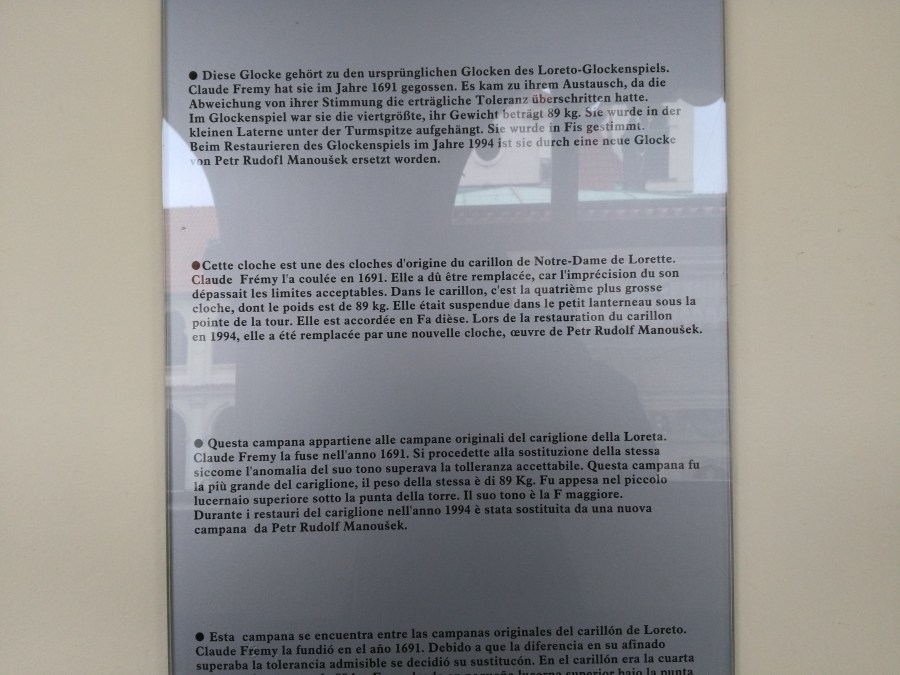 ● Diese Glocke gehört zu den ursprünglichen Glocken des Loreto-Glockenspiels.
Claude Fremy hat sie im Jahre 1691 gegossen. Es kam zu ihrem Austausch, da die
Abweichung von ihrer Stimmung die erträgliche Toleranz überschritten hatte.
Im Glockenspiel war sie die viertgrößte, ihr Gewicht beträgt 89 kg. Sie wurde in der
kleinen Laterne unter der Turmspitze aufgehängt. Sie wurde in Fis gestimmt.
Beim Restaurieren des Glockenspiels im Jahre 1994 ist sie durch eine neue Glocke
von Petr Rudofl Manoušek ersetzt worden.
●Cette cloche est une des cloches d'origine du carillon de Notre-Dame de Lorette.
Claude Frémy l'a coulée en 1691. Elle a dû être remplacée, car l'imprécision du son
dépassait les limites acceptables. Dans le carillon, c'est la quatrième plus grosse
cloche, dont le poids est de 89 kg. Elle était suspendue dans le petit lanterneau sous la
pointe de la tour. Elle est accordée en Fa dièse. Lors de la restauration du carillon
en 1994, elle a été remplacée par une nouvelle cloche, œuvre de Petr Rudolf Manoušek.
● Questa campana appartiene alle campane originali del cariglione della Loreta.
Claude Fremy la fuse nell'anno 1691. Si procedette alla sostituzione della stessa
siccome l'anomalia del suo tono superava la tolleranza accettabile. Questa campana fu
la più grande del cariglione, il peso della stessa è di 89 Kg. Fu appesa nel piccolo
lucernaio superiore sotto la punta della torre. Il suo tono è la F maggiore.
Durante i restauri del cariglione nell'anno 1994 è stata sostituita da una nuova
campana da Petr Rudolf Manoušek.
● Esta campana se encuentra entre las campanas originales del carillón de Loreto.
Claude Fremy la fundió en el año 1691. Debido a que la diferencia en su afinado
superaba la tolerancia admisible se decidió su sustitucón. En el carillón era la cuarta
superior bajo la punta